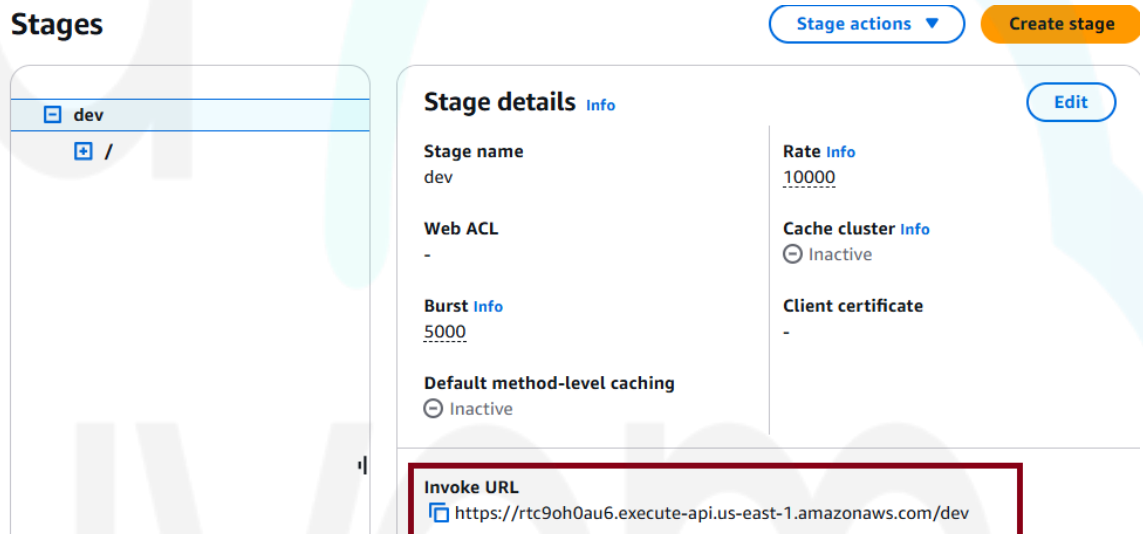 Stages
Stage actions
Create stage
dev
/
Stage details Info
Edit
Stage name
dev
Rate Info
10000
Web ACL
-
Cache cluster Info
Inactive
Burst Info
5000
Client certificate
-
Default method-level caching
Inactive
Invoke URL
https://rtc9oh0au6.execute-api.us-east-1.amazonaws.com/dev